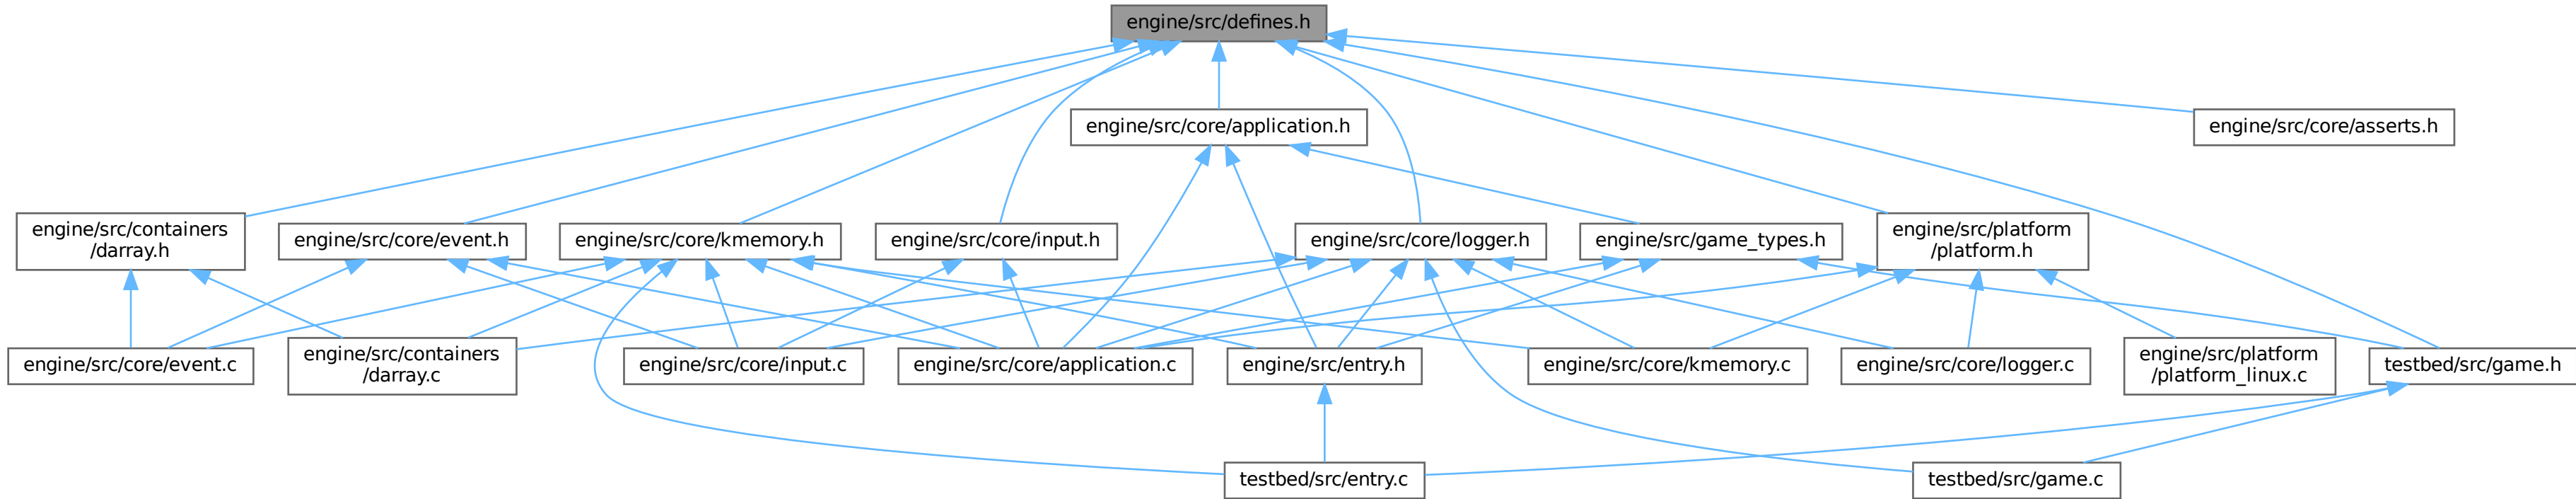 engine/src/defines.h
engine/src/core/application.h
engine/src/core/asserts.h
engine/src/containers
/darray.h
engine/src/core/event.h
engine/src/core/kmemory.h
engine/src/core/input.h
engine/src/core/logger.h
engine/src/game_types.h
engine/src/platform
/platform.h
engine/src/core/event.c
engine/src/containers
/darray.c
engine/src/core/input.c
engine/src/core/application.c
engine/src/entry.h
engine/src/core/kmemory.c
engine/src/core/logger.c
engine/src/platform
/platform_linux.c
testbed/src/game.h
testbed/src/entry.c
testbed/src/game.c